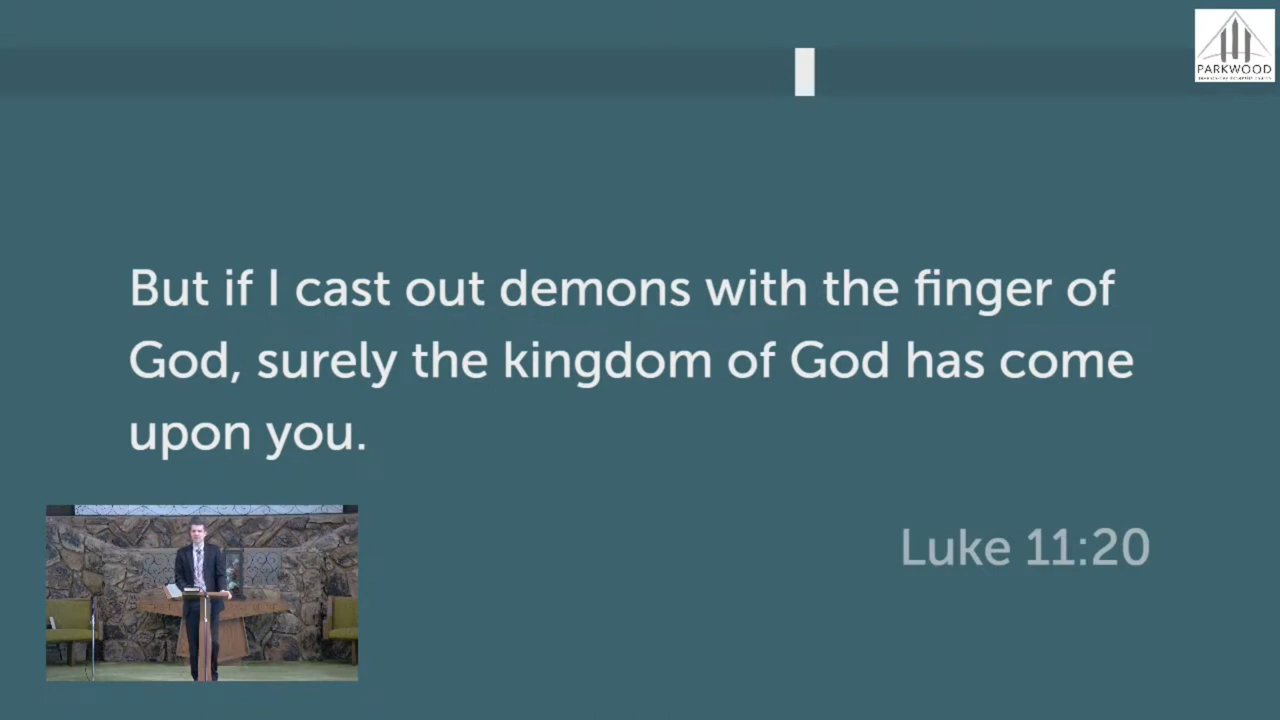 PARKWOOD
But if I cast out demons with the finger of
God, surely the kingdom of God has come
upon you.
Luke 11:20